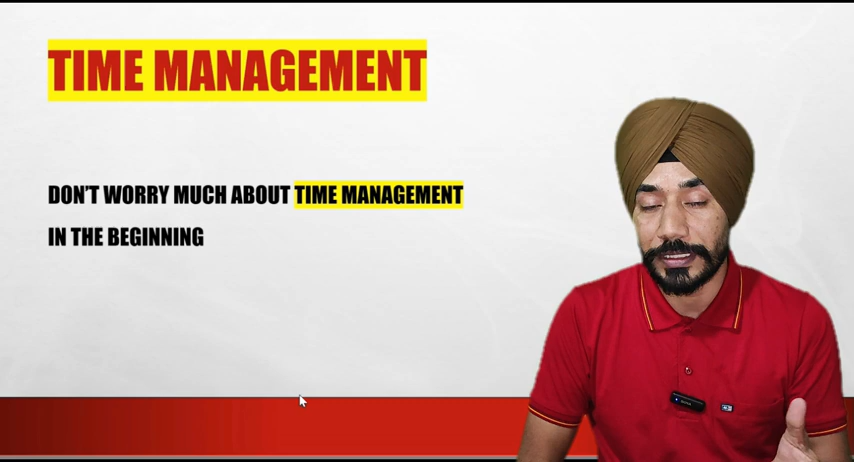 TIME MANAGEMENT
DON'T WORRY MUCH ABOUT TIME MANAGEMENT
IN THE BEGINNING